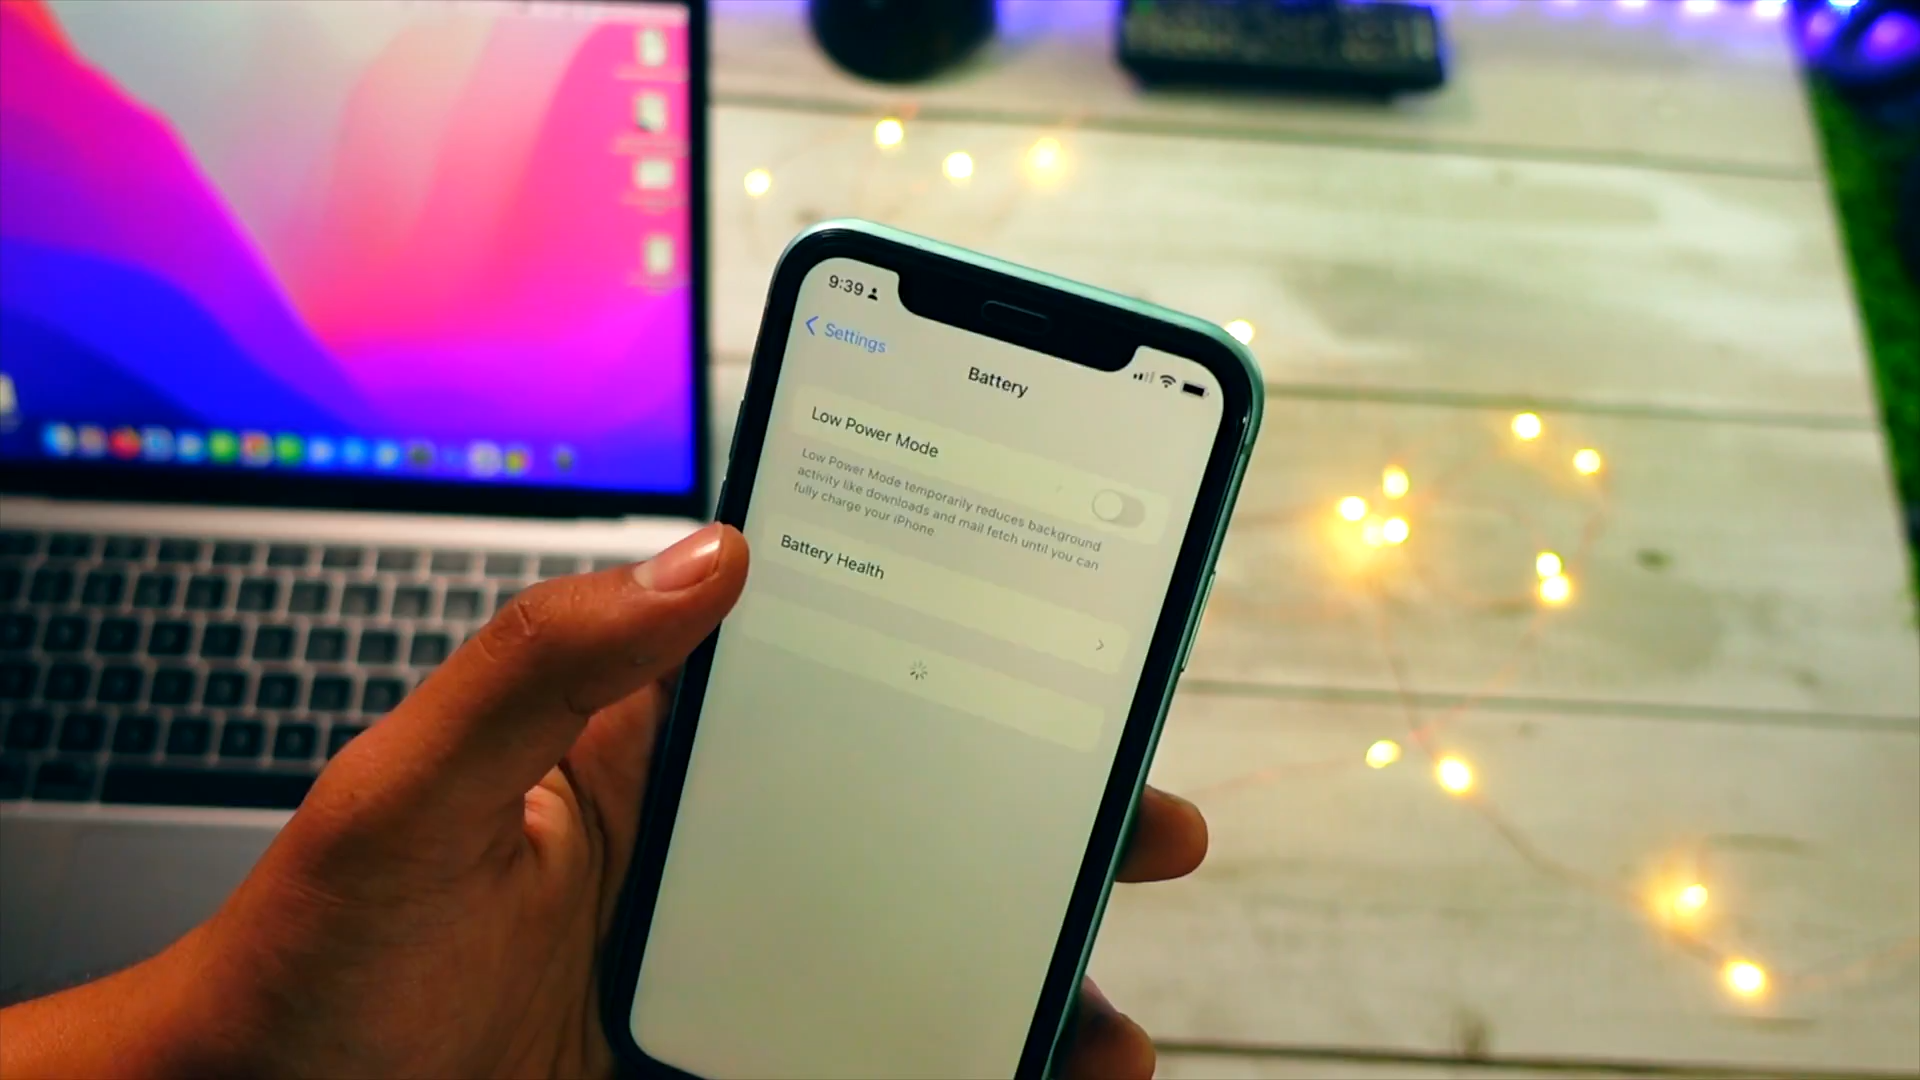 9:39
Settings
Battery
Low Power Mode
Low Power Mode temporarily reduces background
activity like downloads and mail fetch until you can
fully charge your iPhone
Battery Health